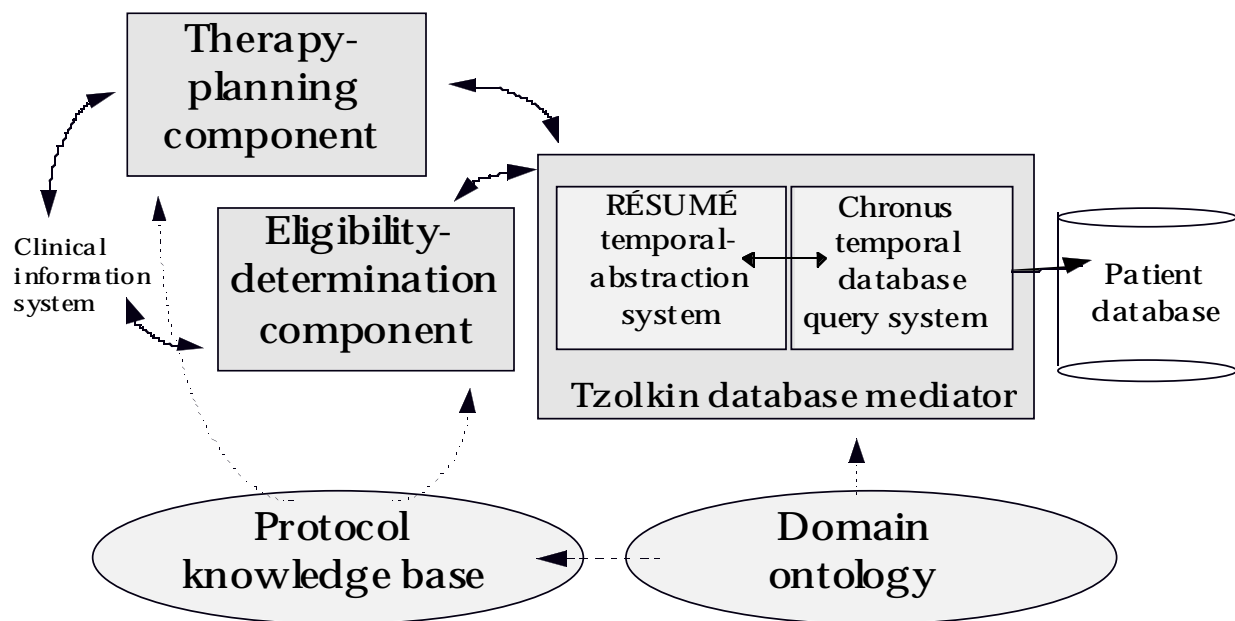 Therapy-
planning
component
Eligibility-
determination
component
Clinical
information
system
RÉSUMÉ
temporal-
abstraction
system
Chronus
temporal
database
query system
Tzolkin database mediator
Patient
database
Protocol
knowledge base
Domain
ontology